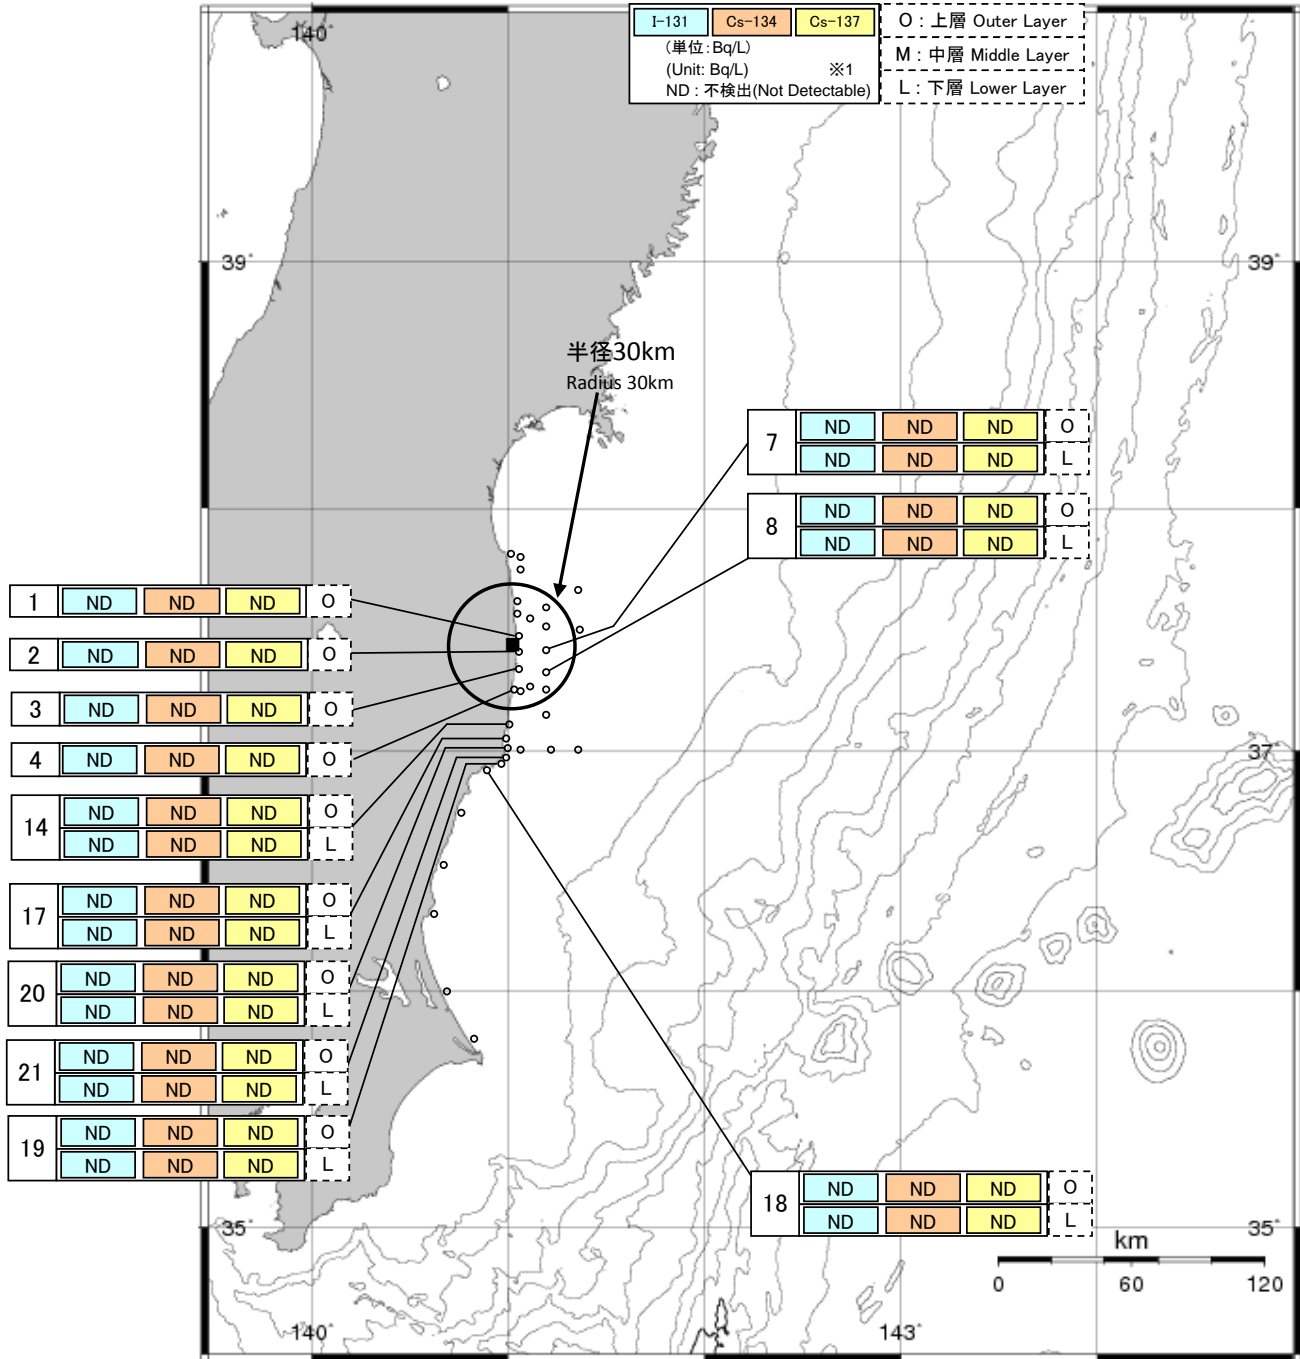 I-131 Cs-134 Cs-137
(単位:Bq/L)
(Unit: Bq/L) ※1
ND : 不検出(Not Detectable)
O : 上層 Outer Layer
M : 中層 Middle Layer
L : 下層 Lower Layer
140°
39° 39°
半径30km
Radius 30km
7 ND ND ND O
ND ND ND L
8 ND ND ND O
ND ND ND L
1 ND ND ND O
2 ND ND ND O
3 ND ND ND O
4 ND ND ND O
37°
14 ND ND ND O
ND ND ND L
17 ND ND ND O
ND ND ND L
20 ND ND ND O
ND ND ND L
21 ND ND ND O
ND ND ND L
19 ND ND ND O
ND ND ND L
18 ND ND ND O
ND ND ND L
35° 35°
km
0 60 120
140° 143°